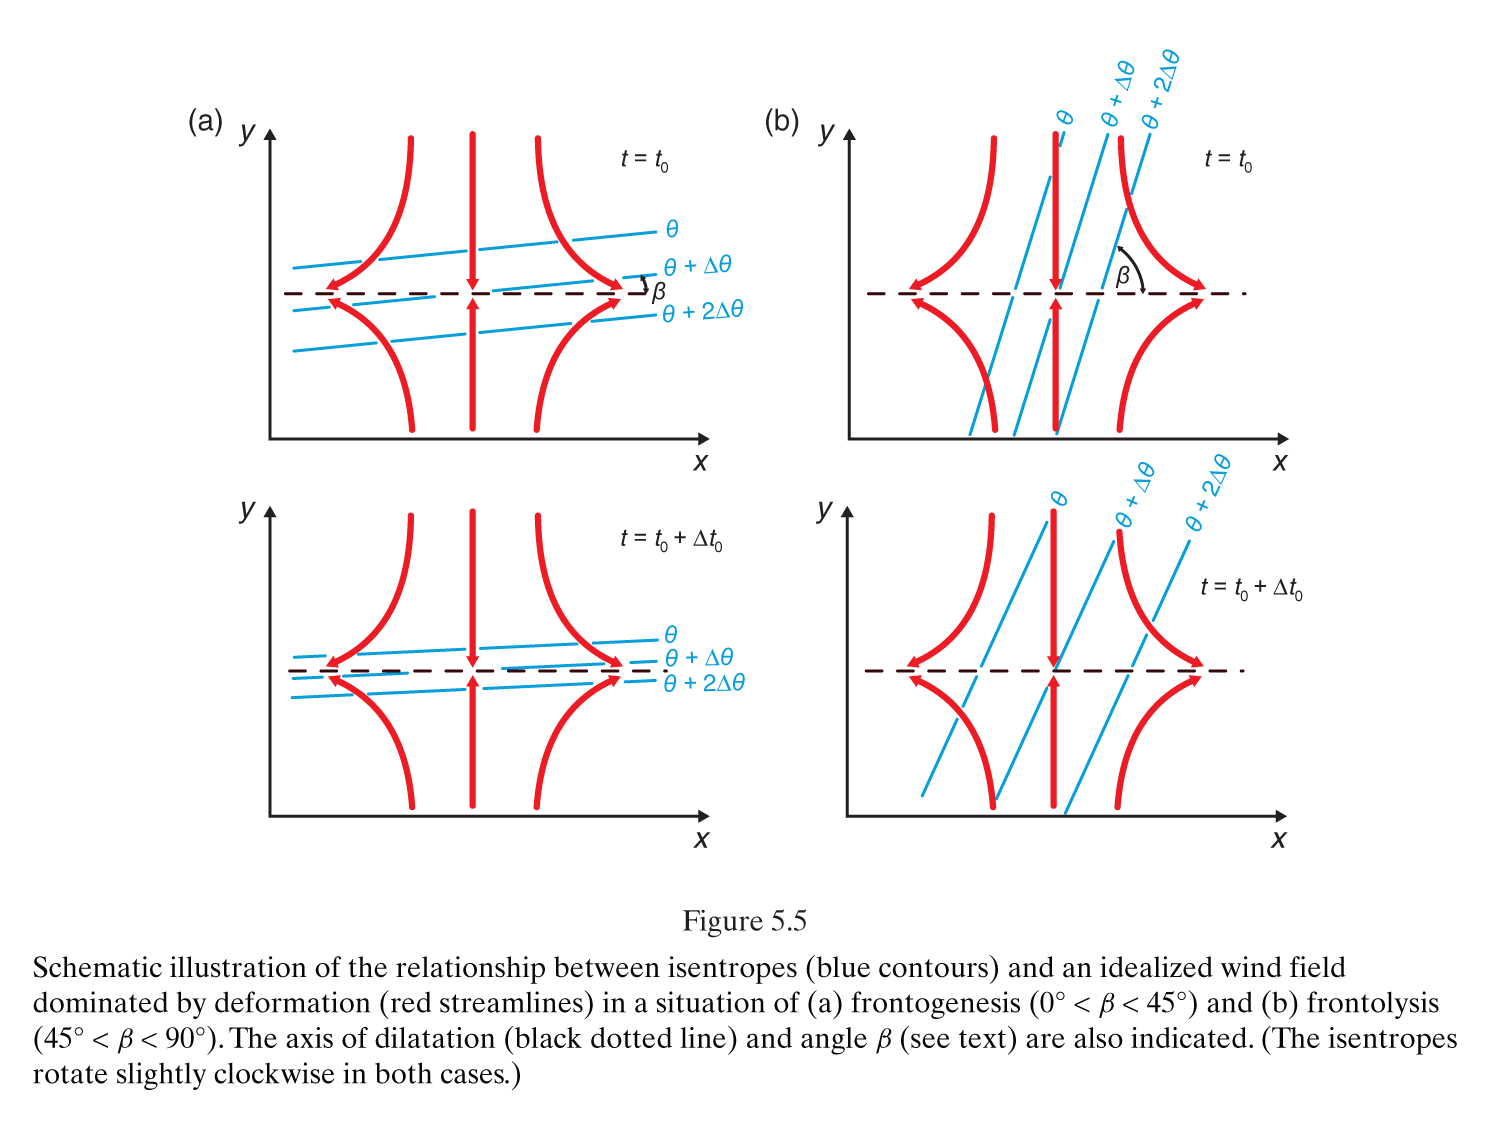 (a)
y
t = t0
θ
θ + Δθ
β
θ + 2Δθ
x
(b)
y
θ
θ + Δθ
θ + 2Δθ
t = t0
β
x
y
t = t0 + Δt0
θ
θ + Δθ
θ + 2Δθ
x
y
θ
θ + Δθ
θ + 2Δθ
t = t0 + Δt0
x
Figure 5.5
Schematic illustration of the relationship between isentropes (blue contours) and an idealized wind field
dominated by deformation (red streamlines) in a situation of (a) frontogenesis (0° < β < 45°) and (b) frontolysis
(45° < β < 90°). The axis of dilatation (black dotted line) and angle β (see text) are also indicated. (The isentropes
rotate slightly clockwise in both cases.)